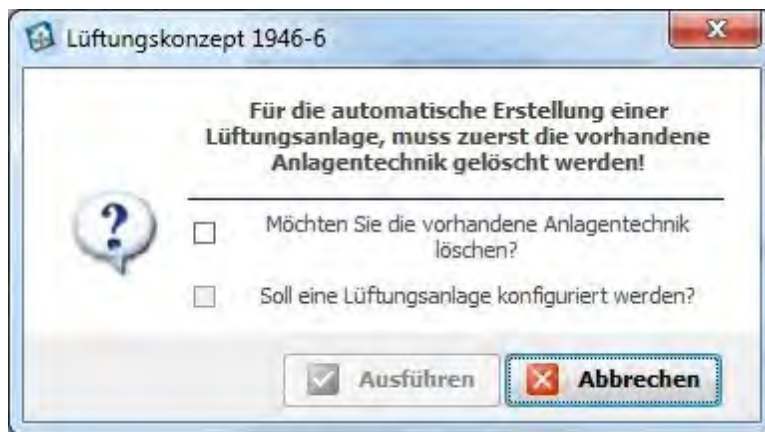 Lüftungskonzept 1946-6
Für die automatische Erstellung einer
Lüftungsanlage, muss zuerst die vorhandene
Anlagentechnik gelöscht werden!
Möchten Sie die vorhandene Anlagentechnik
löschen?
Soll eine Lüftungsanlage konfiguriert werden?
Ausführen
Abbrechen